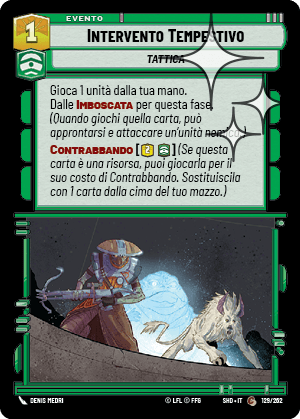 EVENTO
1
INTERVENTO TEMPESTIVO
TATTICA
Gioca 1 unità dalla tua mano.
Dalle IMBOSCATA per questa fase.
(Quando giochi quella carta, può
approntarsi e attaccare un'unità
CONTRABBANDO [? ] (Se questa
carta è una risorsa, puoi giocarla per il
suo costo di Contrabbando. Sostituiscila
con 1 carta dalla cima del tuo mazzo.)
DENIS MEDRI
© LFL © FFG
SHD • IT
129/262